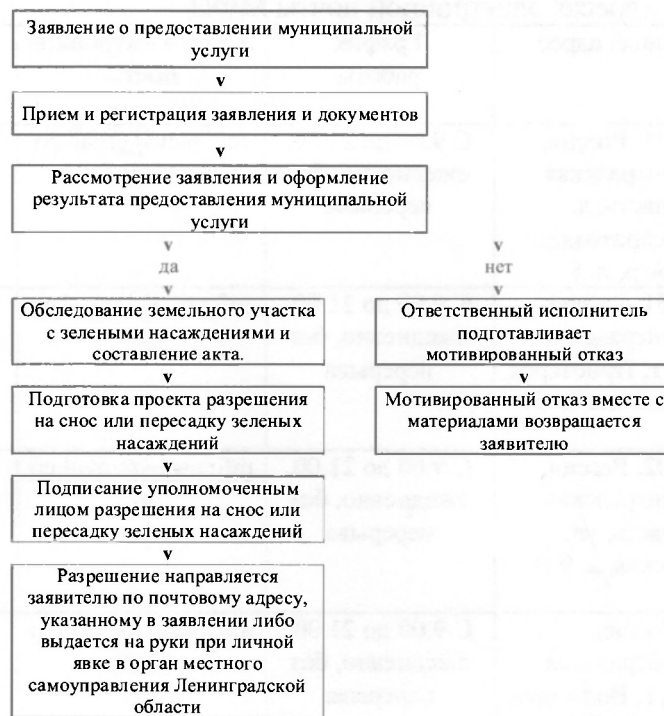 Заявление о предоставлении муниципальной
услуги
v
Прием и регистрация заявления и документов
v
Рассмотрение заявления и оформление
результата предоставления муниципальной
услуги
v
да
v
Обследование земельного участка
с зелеными насаждениями и
составление акта.
v
Подготовка проекта разрешения
на снос или пересадку зеленых
насаждений
v
Подписание уполномоченным
лицом разрешения на снос или
пересадку зеленых насаждений
v
Разрешение направляется
заявителю по почтовому адресу,
указанному в заявлении либо
выдается на руки при личной
явке в орган местного
самоуправления Ленинградской
области
v
нет
v
Ответственный исполнитель
подготавливает
мотивированный отказ
v
Мотивированный отказ вместе с
материалами возвращается
заявителю